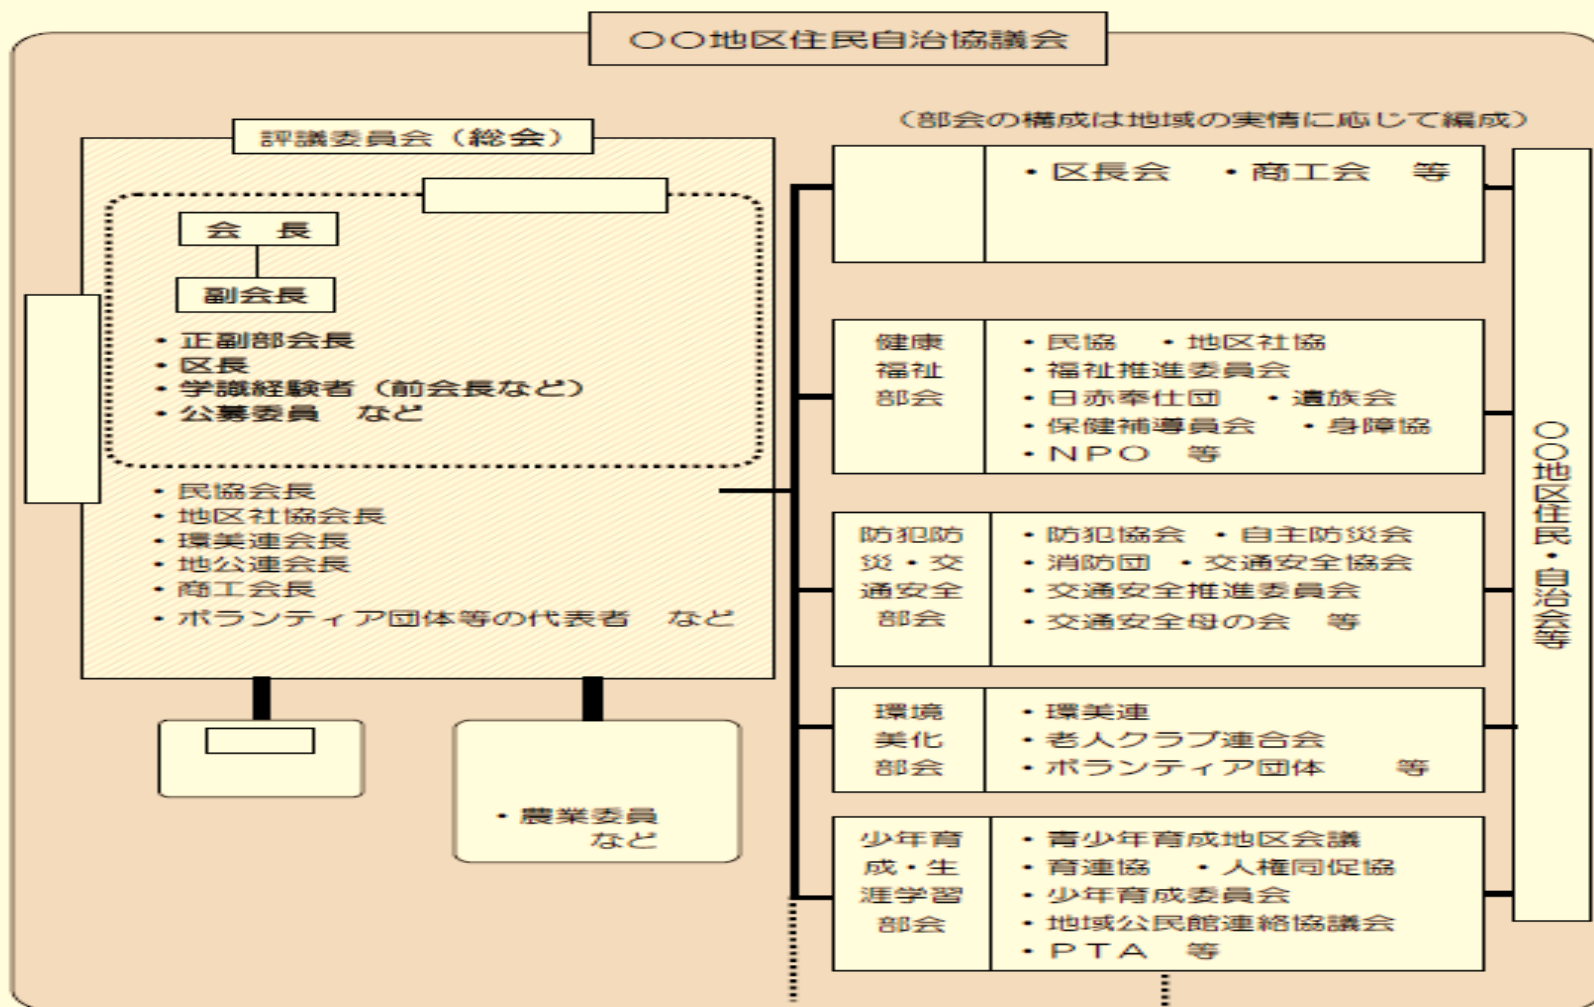 〇〇地区住民自治協議会
（部会の構成は地域の実情に応じて編成）
評議委員会（総会）
会　長
副会長
・正副部会長
・区長
・学識経験者（前会長など）
・公募委員　など
・民協会長
・地区社協会長
・環美連会長
・地公連会長
・商工会長
・ボランティア団体等の代表者　など
・農業委員
など
・区長会　・商工会　等
健康
福祉
部会
・民協　・地区社協
・福祉推進委員会
・日赤奉仕団　・遺族会
・保健補導員会　・身障協
・ＮＰＯ　等
防犯防
災・交
通安全
部会
・防犯協会　・自主防災会
・消防団　・交通安全協会
・交通安全推進委員会
・交通安全母の会　等
環境
美化
部会
・環美連
・老人クラブ連合会
・ボランティア団体　　等
少年育
成・生
涯学習
部会
・青少年育成地区会議
・育連協　・人権同促協
・少年育成委員会
・地域公民館連絡協議会
・ＰＴＡ　等
〇〇地区住民・自治会等